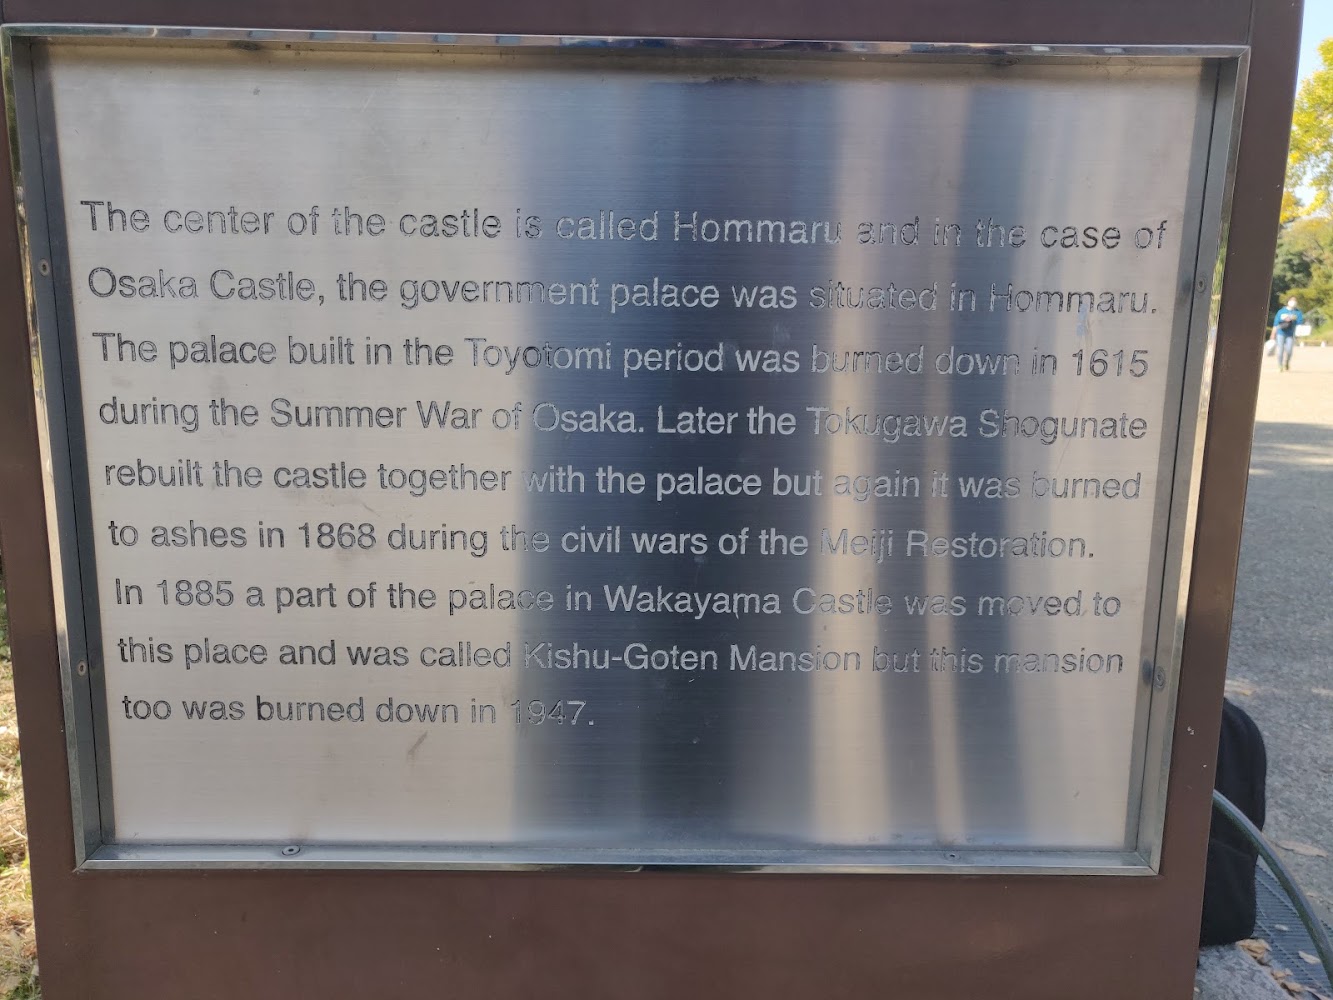 The center of the castle is called Hommaru and in the case of
Osaka Castle, the government palace was situated in Hommaru.
The palace built in the Toyotomi period was burned down in 1615
during the Summer War of Osaka. Later the Tokugawa Shogunate
rebuilt the castle together with the palace but again it was burned
to ashes in 1868 during the civil wars of the Meiji Restoration.
In 1885 a part of the palace in Wakayama Castle was moved to
this place and was called Kishu-Goten Mansion but this mansion
too was burned down in 1947.